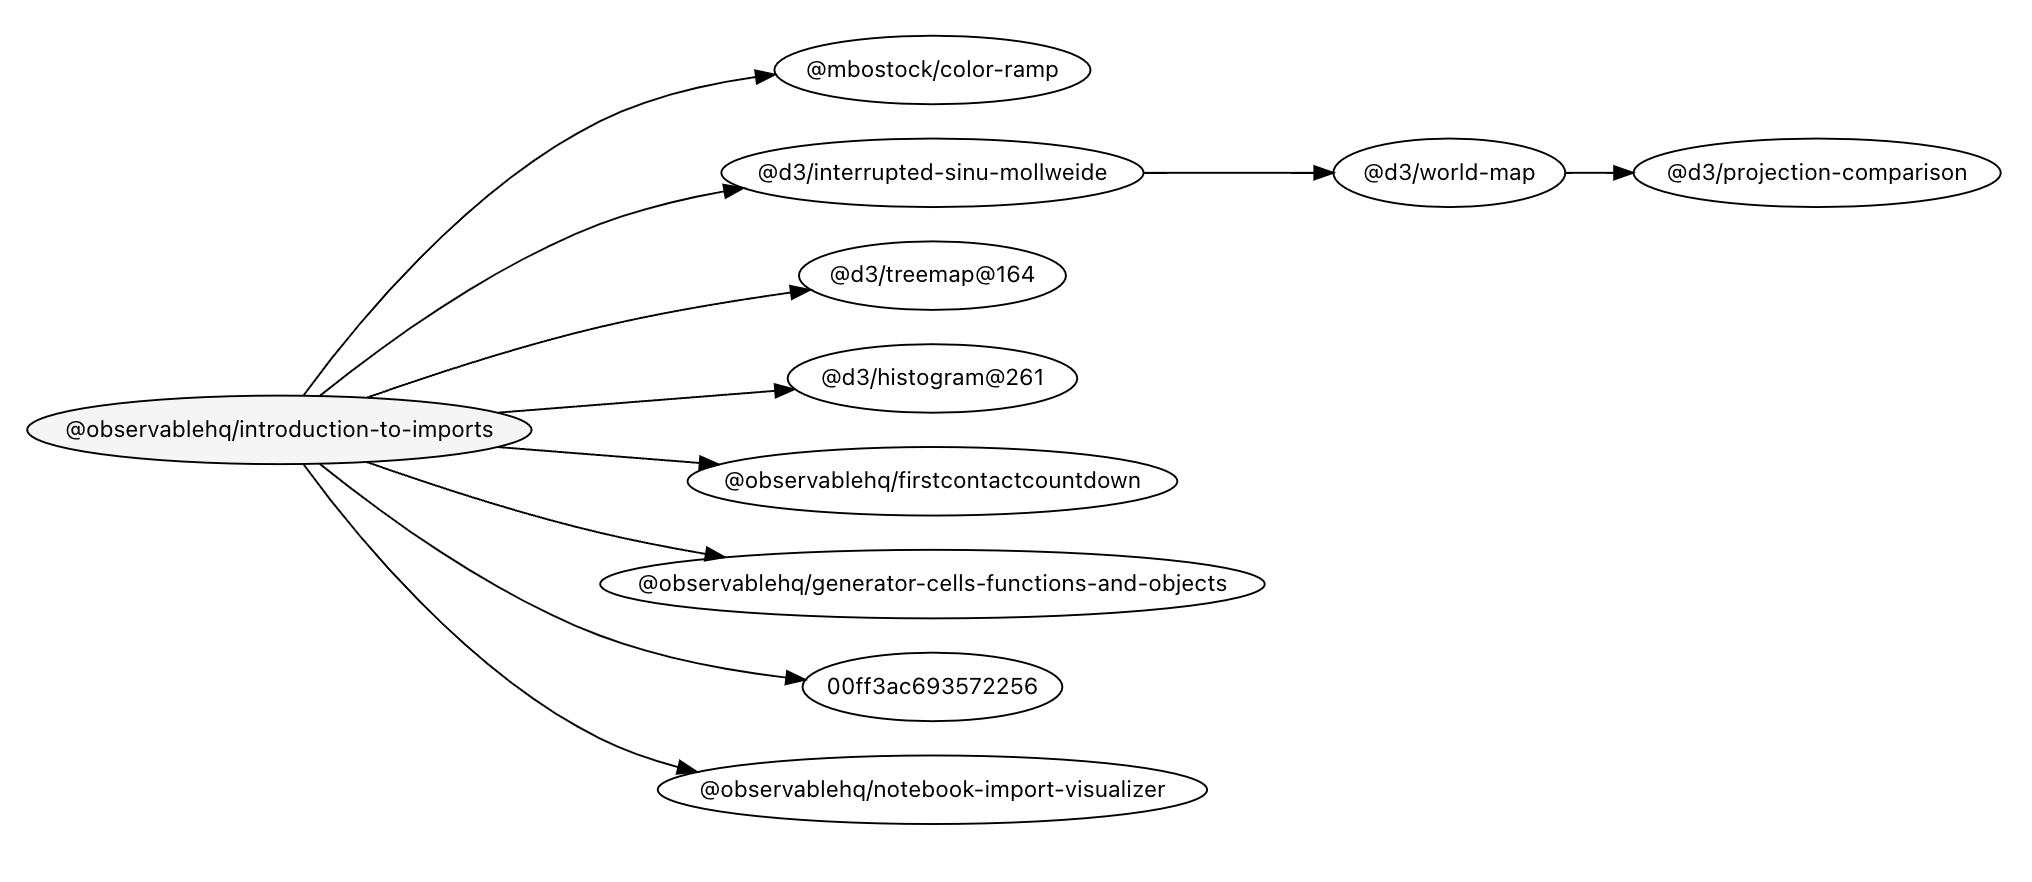 @mbostock/color-ramp
@d3/interrupted-sinu-mollweide
@d3/world-map
@d3/projection-comparison
@d3/treemap@164
@d3/histogram@261
@observablehq/introduction-to-imports
@observablehq/firstcontactcountdown
@observablehq/generator-cells-functions-and-objects
00ff3ac693572256
@observablehq/notebook-import-visualizer